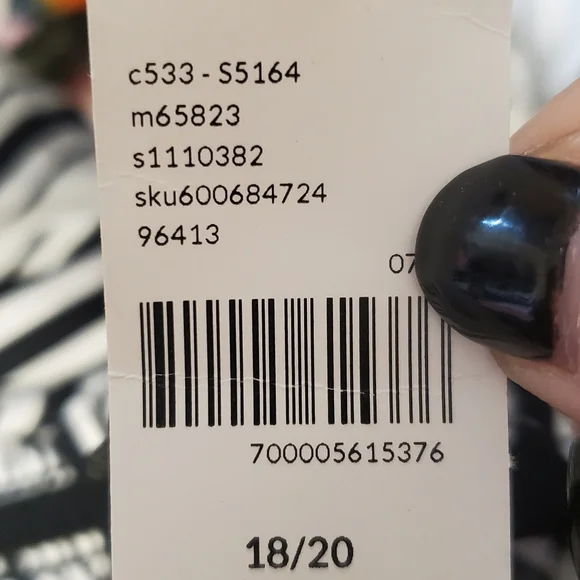 c533 - S5164
m65823
s1110382
sku600684724
96413
07
700005615376
18/20